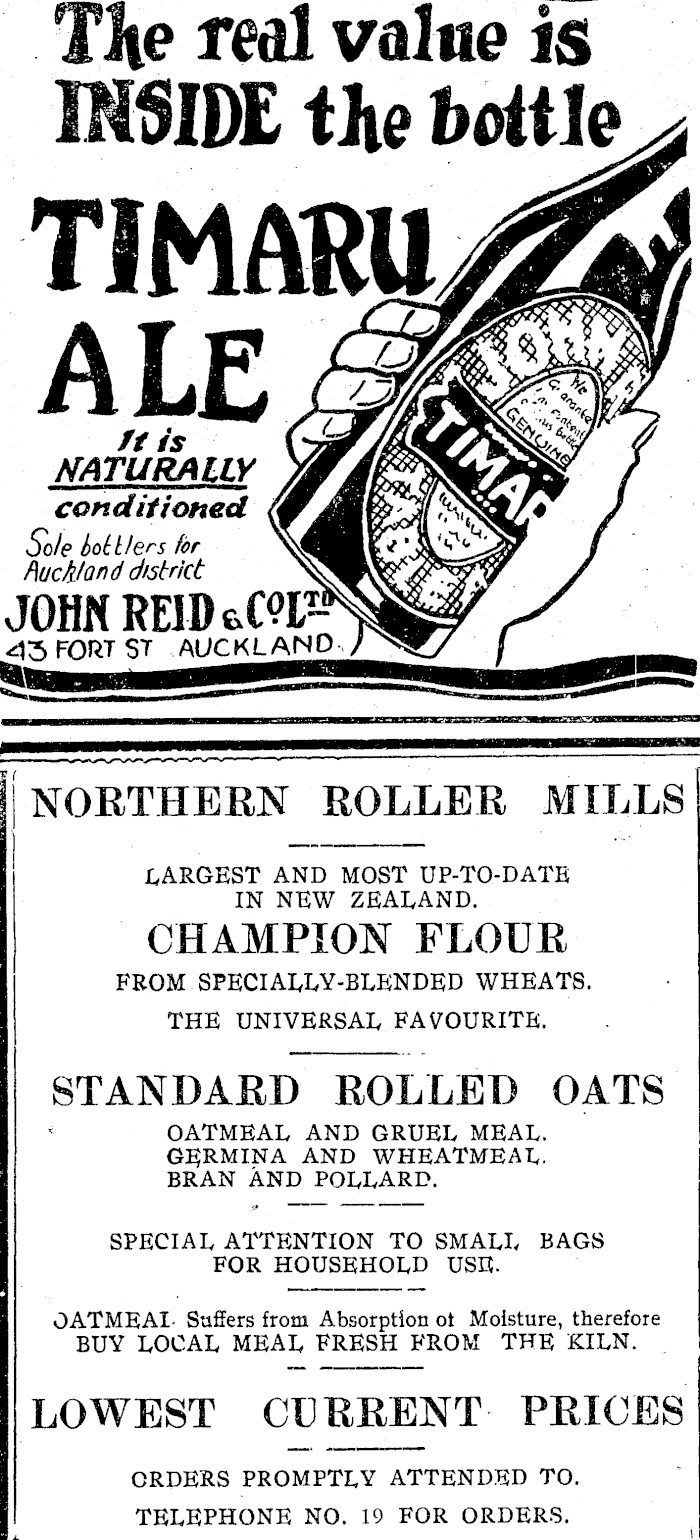 The real value is
INSIDE the bottle
TIMARU
ALE
It is
NATURALLY
conditioned
Sole bottlers for
Auckland district
JOHN REID & CO LTD
43 FORT ST AUCKLAND.
We
Guarantee
GENUINE
TIMAR
NORTHERN ROLLER MILLS
LARGEST AND MOST UP-TO-DATE
IN NEW ZEALAND.
CHAMPION FLOUR
FROM SPECIALLY-BLENDED WHEATS.
THE UNIVERSAL FAVOURITE.
STANDARD ROLLED OATS
OATMEAL AND GRUEL MEAL.
GERMINA AND WHEATMEAL.
BRAN AND POLLARD.
SPECIAL ATTENTION TO SMALL BAGS
FOR HOUSEHOLD USE.
OATMEAL Suffers from Absorption of Moisture, therefore
BUY LOCAL MEAL FRESH FROM THE KILN.
LOWEST CURRENT PRICES
ORDERS PROMPTLY ATTENDED TO.
TELEPHONE NO. 19 FOR ORDERS.